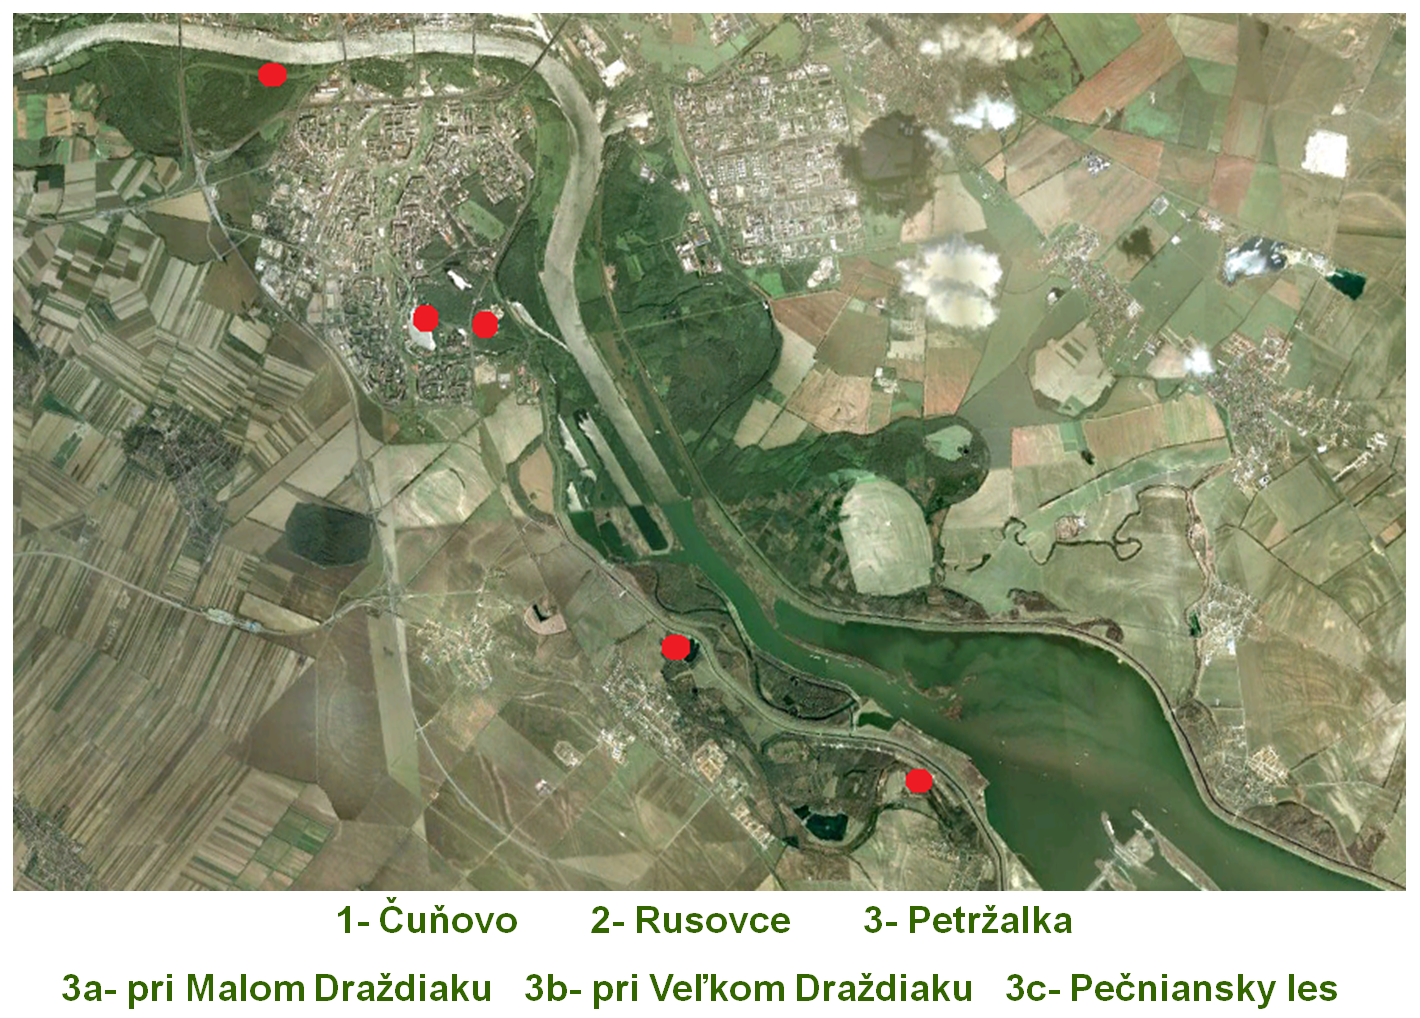 1- Čuňovo 2- Rusovce 3- Petržalka
3a- pri Malom Draždiaku 3b- pri Veľkom Draždiaku 3c- Pečniansky les